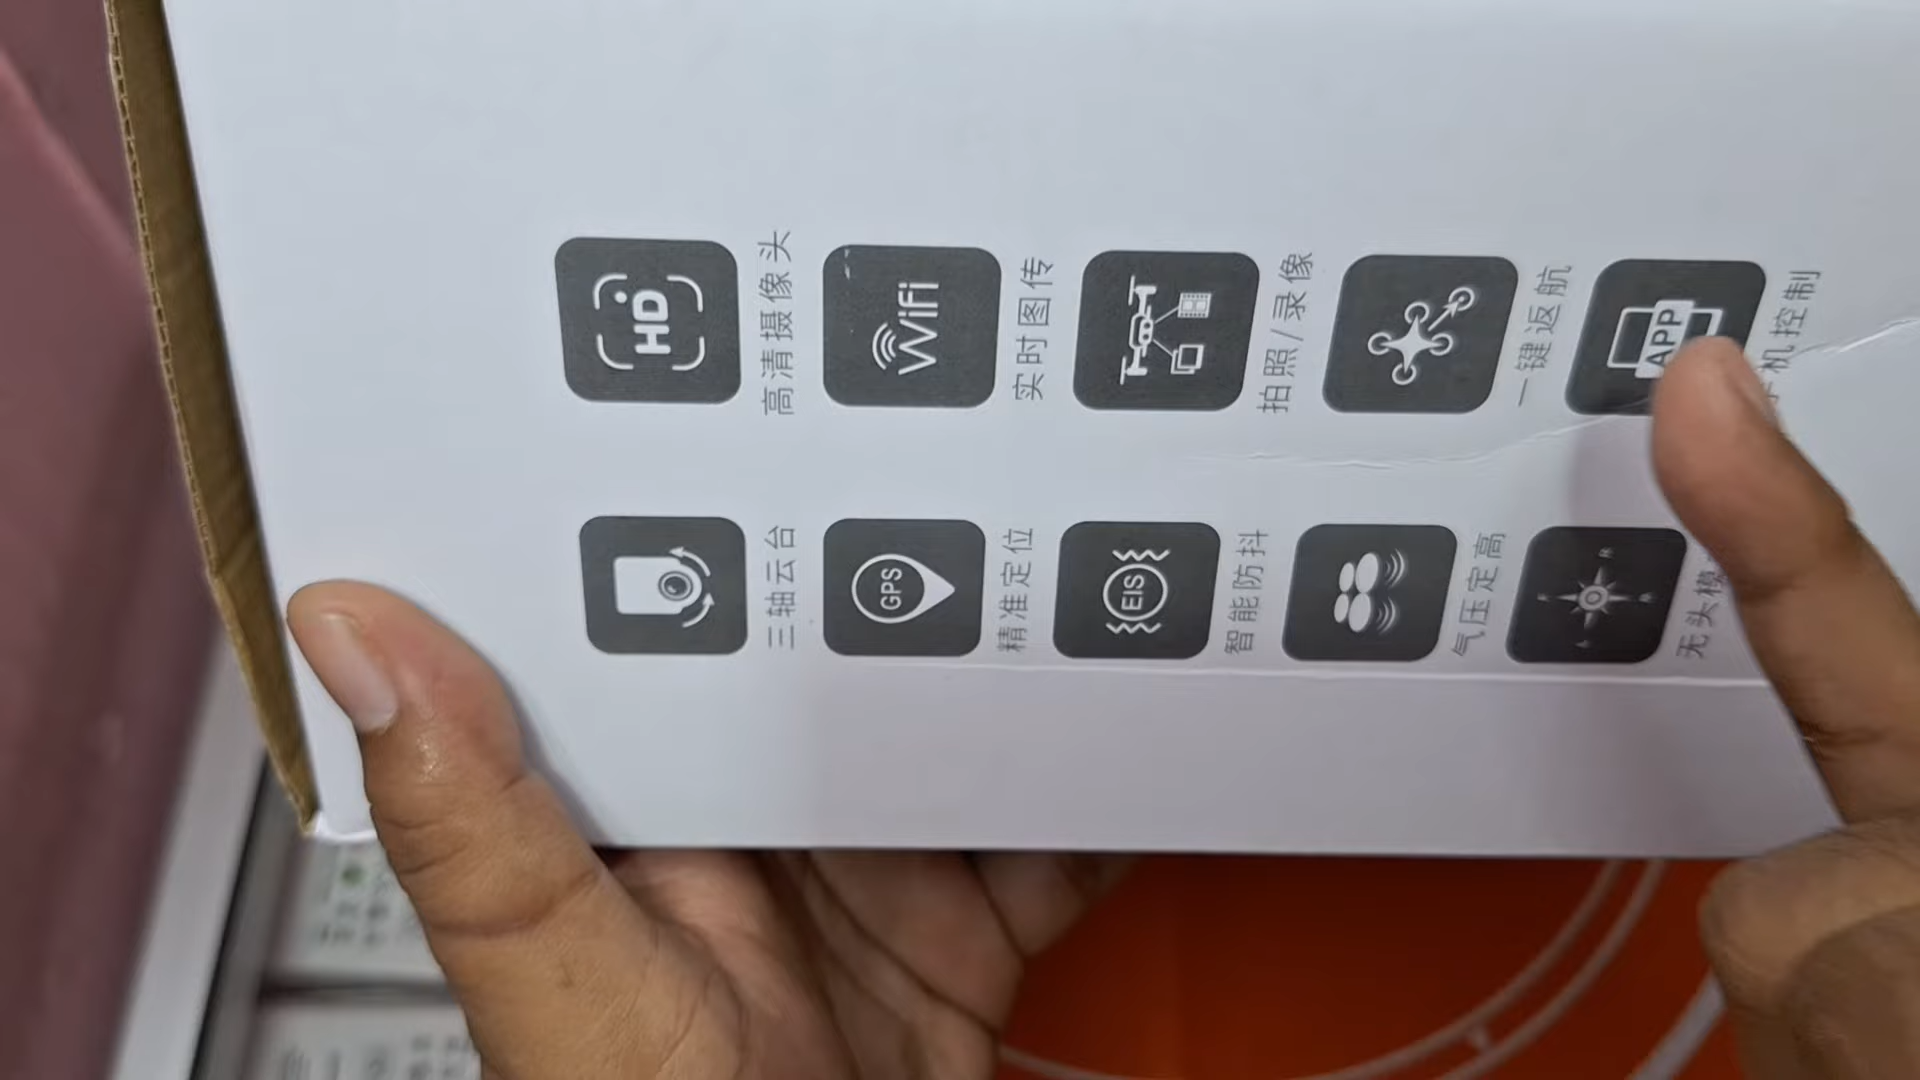 HD
三轴云台
高清摄像头
GPS
Wifi
精准定位
实时图传
EIS
智能防抖
拍照/录像
气压定高
一键返航
APP
无头模
机控制